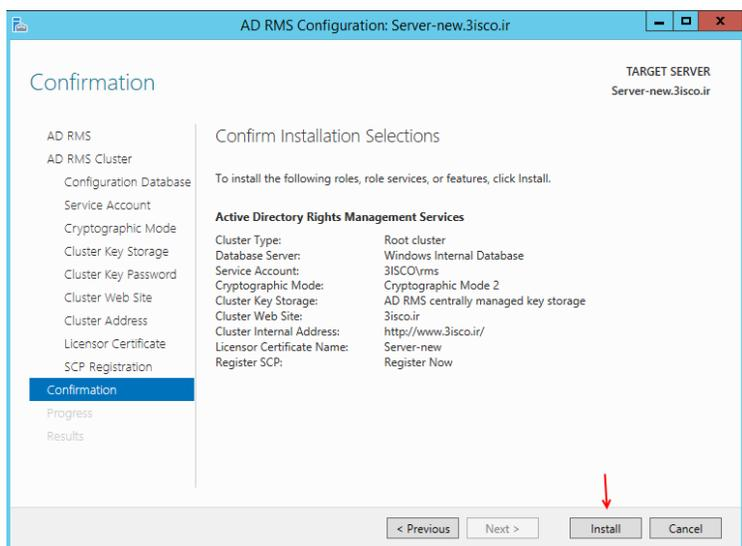 AD RMS Configuration: Server-new.3isco.ir
Confirmation
TARGET SERVER
Server-new.3isco.ir
AD RMS
AD RMS Cluster
Configuration Database
Service Account
Cryptographic Mode
Cluster Key Storage
Cluster Key Password
Cluster Web Site
Cluster Address
Licensor Certificate
SCP Registration
Confirmation
Progress
Results
Confirm Installation Selections
To install the following roles, role services, or features, click Install.
Active Directory Rights Management Services
Cluster Type: Root cluster
Database Server: Windows Internal Database
Service Account: 3ISCO\rms
Cryptographic Mode: Cryptographic Mode 2
Cluster Key Storage: AD RMS centrally managed key storage
Cluster Web Site: 3isco.ir
Cluster Internal Address: http://www.3isco.ir/
Licensor Certificate Name: Server-new
Register SCP: Register Now
< Previous Next > Install Cancel